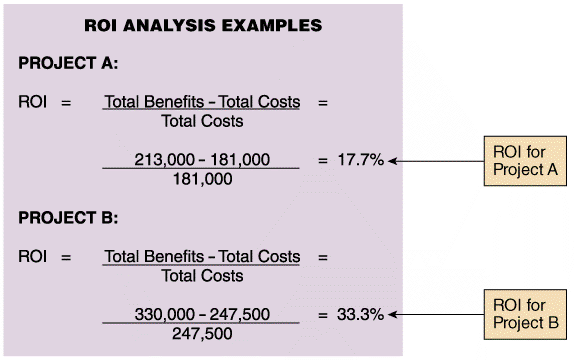 ROI ANALYSIS EXAMPLES
PROJECT A:
ROI = Total Benefits – Total Costs =
Total Costs
213,000 – 181,000 = 17.7%
181,000
ROI for
Project A
PROJECT B:
ROI = Total Benefits – Total Costs =
Total Costs
330,000 – 247,500 = 33.3%
247,500
ROI for
Project B